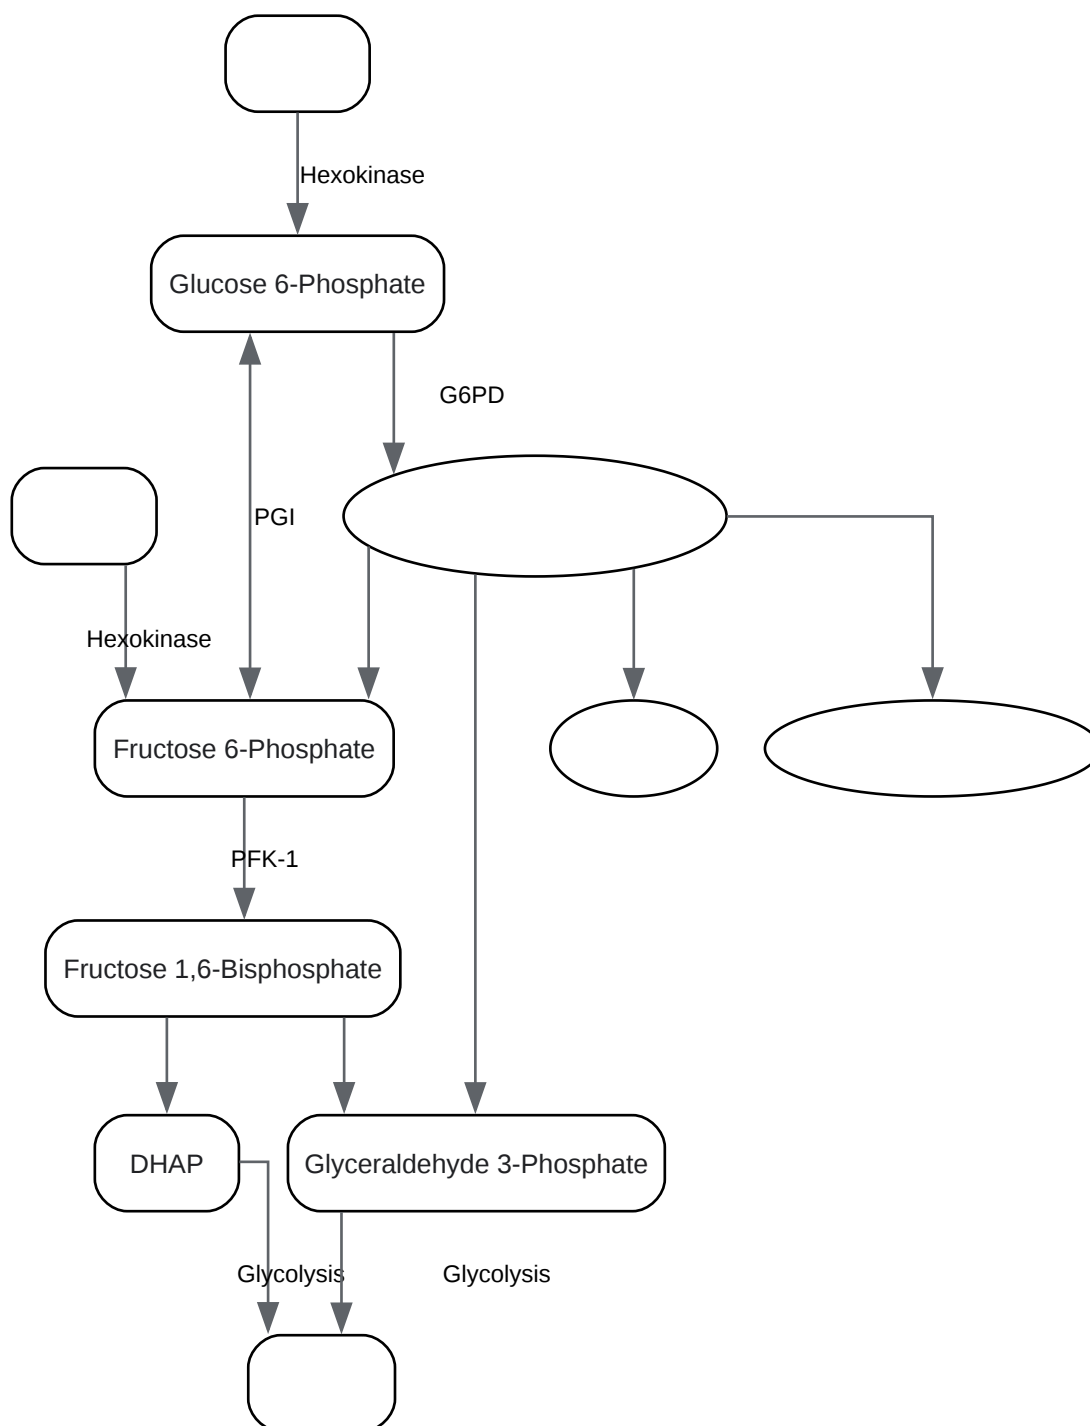 Hexokinase
Glucose 6-Phosphate
G6PD
PGI
Hexokinase
Fructose 6-Phosphate
PFK-1
Fructose 1,6-Bisphosphate
DHAP
Glyceraldehyde 3-Phosphate
Glycolysis
Glycolysis